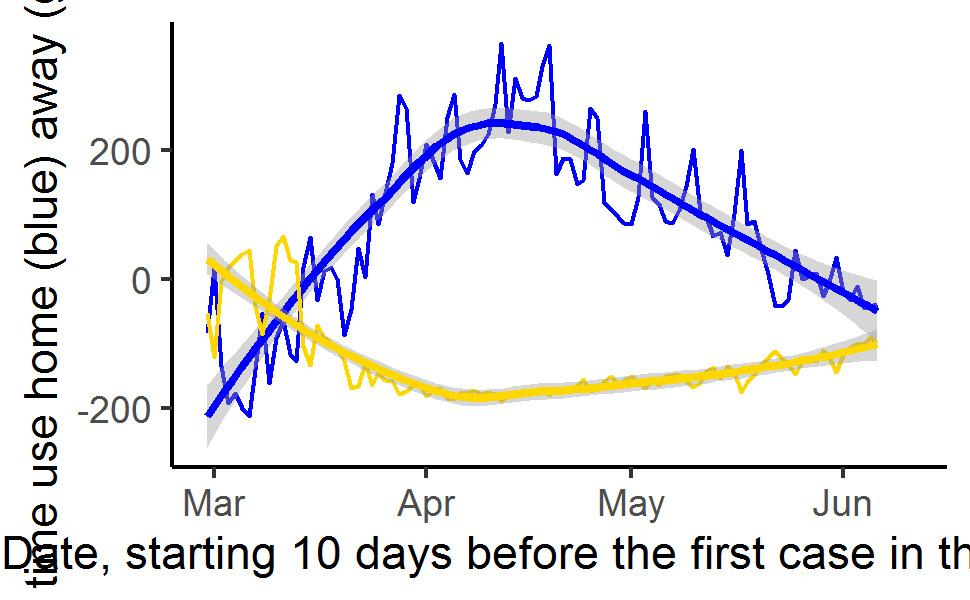 time use home (blue) away (
200
0
-200
Mar Apr May Jun
Date, starting 10 days before the first case in th